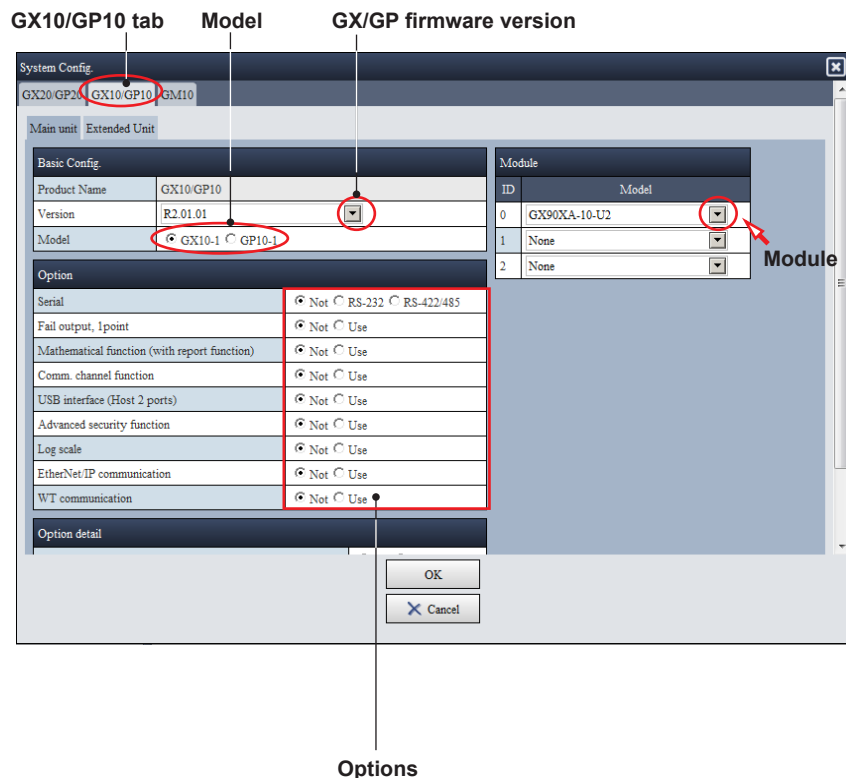 GX10/GP10 tab Model GX/GP firmware version
System Config.
GX20/GP20 GX10/GP10 GM10
Main unit Extended Unit
Basic Config.
Product Name GX10/GP10
Version R2.01.01
Model GX10-1 GP10-1
Module
ID Model
0 GX90XA-10-U2
1 None
2 None
Module
Option
Serial Not RS-232 RS-422/485
Fail output, 1point Not Use
Mathematical function (with report function) Not Use
Comm. channel function Not Use
USB interface (Host 2 ports) Not Use
Advanced security function Not Use
Log scale Not Use
EtherNet/IP communication Not Use
WT communication Not Use
Option detail
OK
Cancel
Options